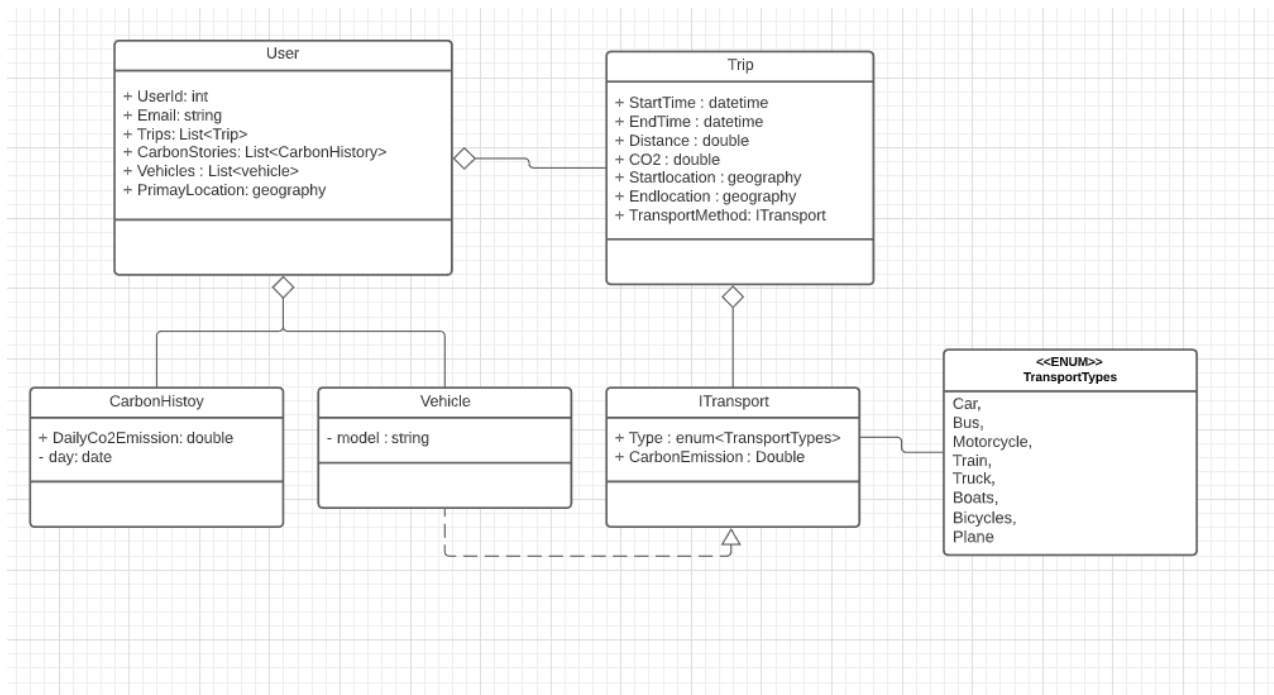 User
+ UserId: int
+ Email: string
+ Trips: List<Trip>
+ CarbonStories: List<CarbonHistory>
+ Vehicles : List<vehicle>
+ PrimayLocation: geography
Trip
+ StartTime : datetime
+ EndTime : datetime
+ Distance : double
+ CO2 : double
+ Startlocation : geography
+ Endlocation : geography
+ TransportMethod: ITransport
CarbonHistoy
+ DailyCo2Emission: double
- day: date
Vehicle
- model : string
ITransport
+ Type : enum<TransportTypes>
+ CarbonEmission : Double
<<ENUM>>
TransportTypes
Car,
Bus,
Motorcycle,
Train,
Truck,
Boats,
Bicycles,
Plane